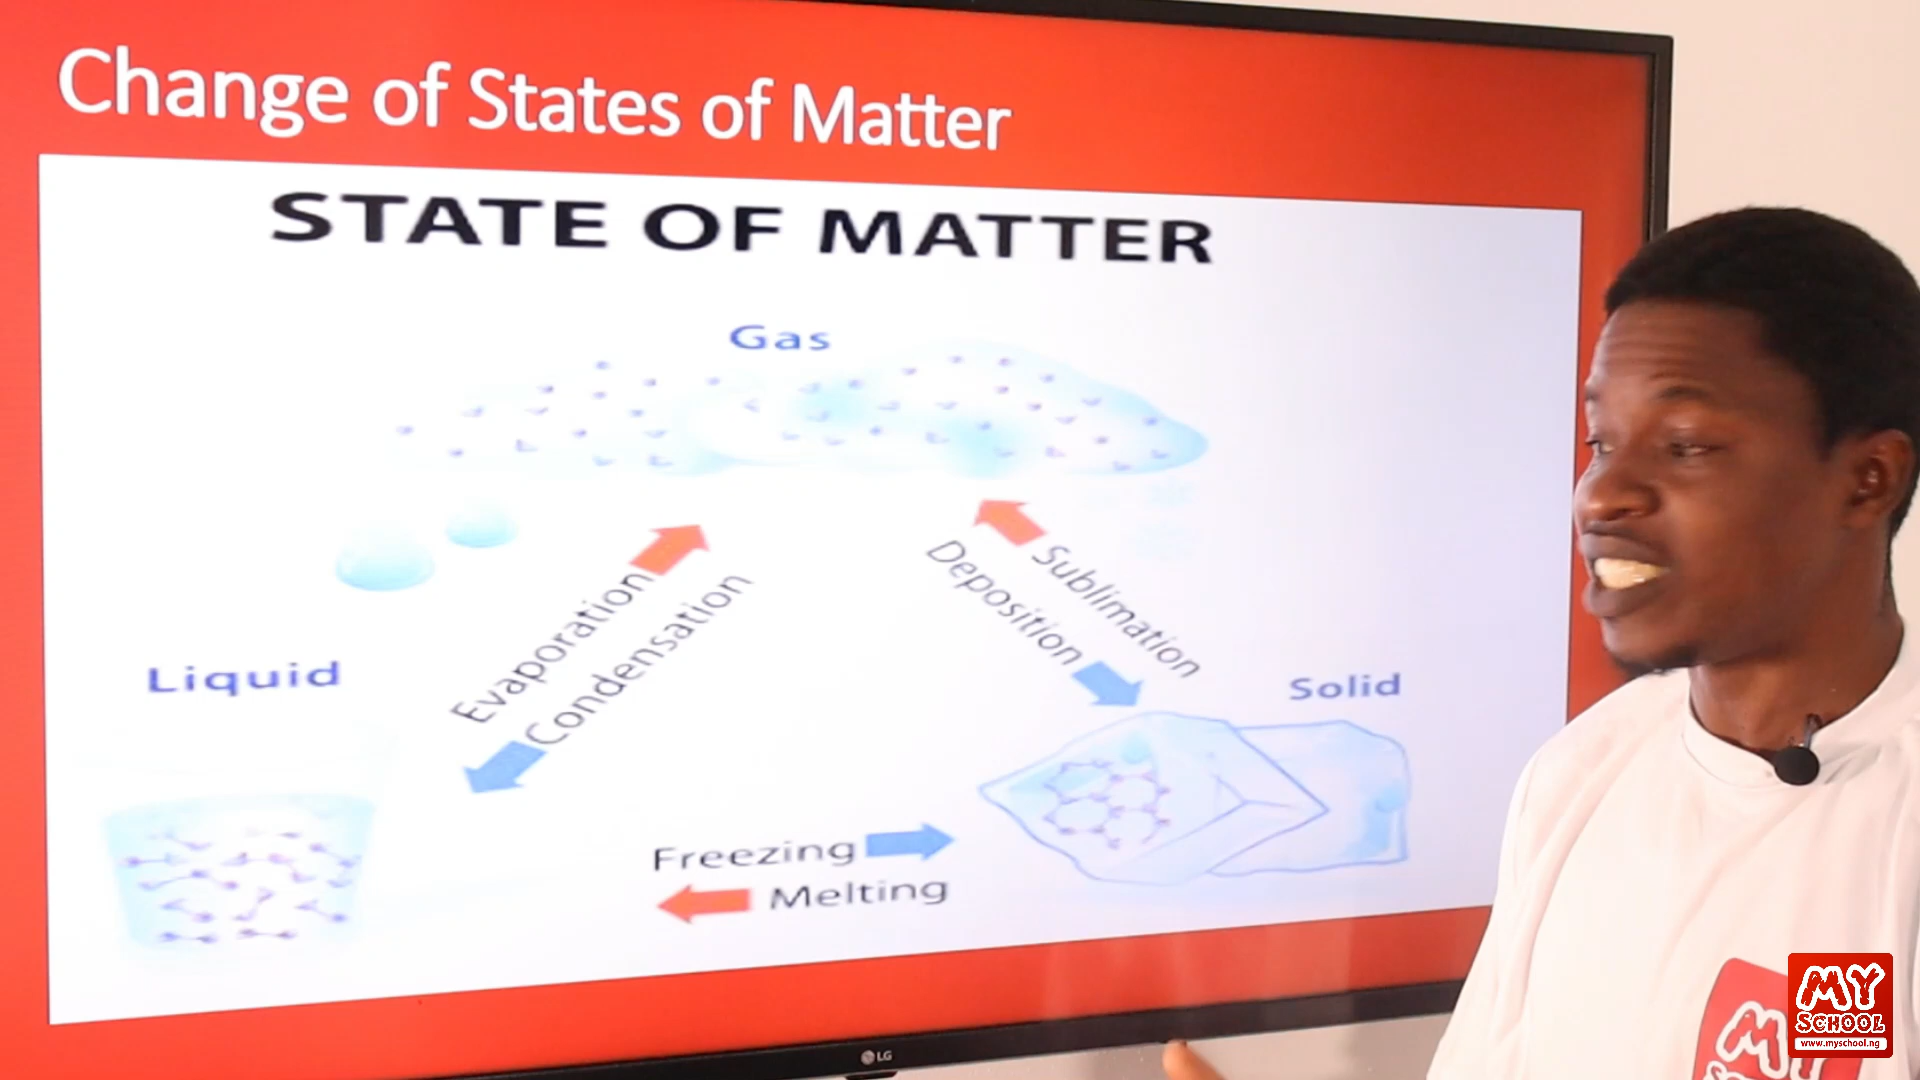 Change of States of Matter
STATE OF MATTER
Gas
Evaporation
Condensation
Deposition
Sublimation
Liquid
Solid
Freezing
Melting
LG
MY
SCHOOL
www.myschool.ng